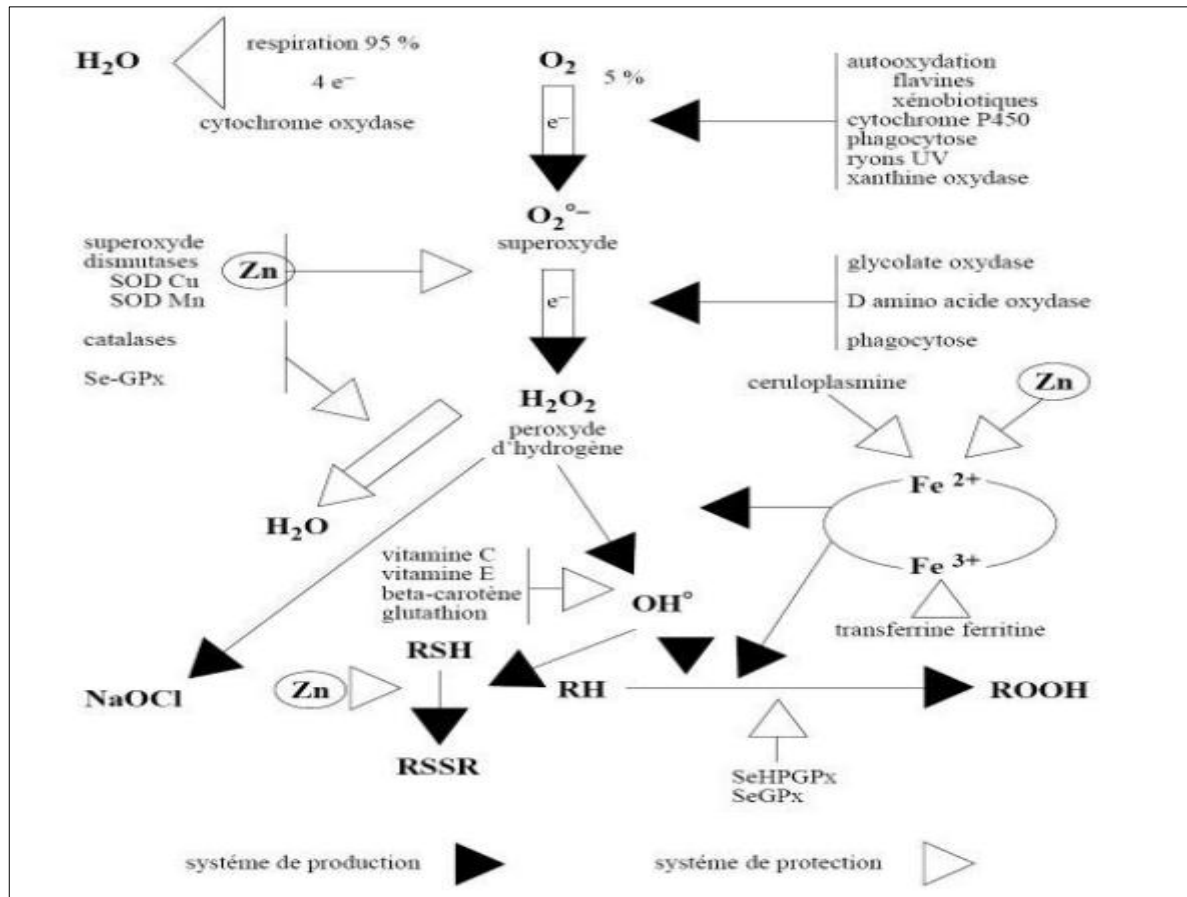 H₂O
respiration 95 %
4 e⁻
cytochrome oxydase
O₂
5 %
e⁻
autooxydation
flavines
xénobiotiques
cytochrome P450
phagocytose
ryons UV
xanthine oxydase
O₂°⁻
superoxyde
superoxyde
dismutases
SOD Cu
SOD Mn
Zn
catalases
Se-GPx
e⁻
glycolate oxydase
D amino acide oxydase
phagocytose
H₂O₂
peroxyde
d'hydrogène
ceruloplasmine
Zn
Fe ²⁺
Fe ³⁺
transferrine ferritine
H₂O
vitamine C
vitamine E
beta-carotène
glutathion
OH°
RSH
Zn
NaOCl
RH
ROOH
RSSR
SeHPGPx
SeGPx
systéme de production
systéme de protection